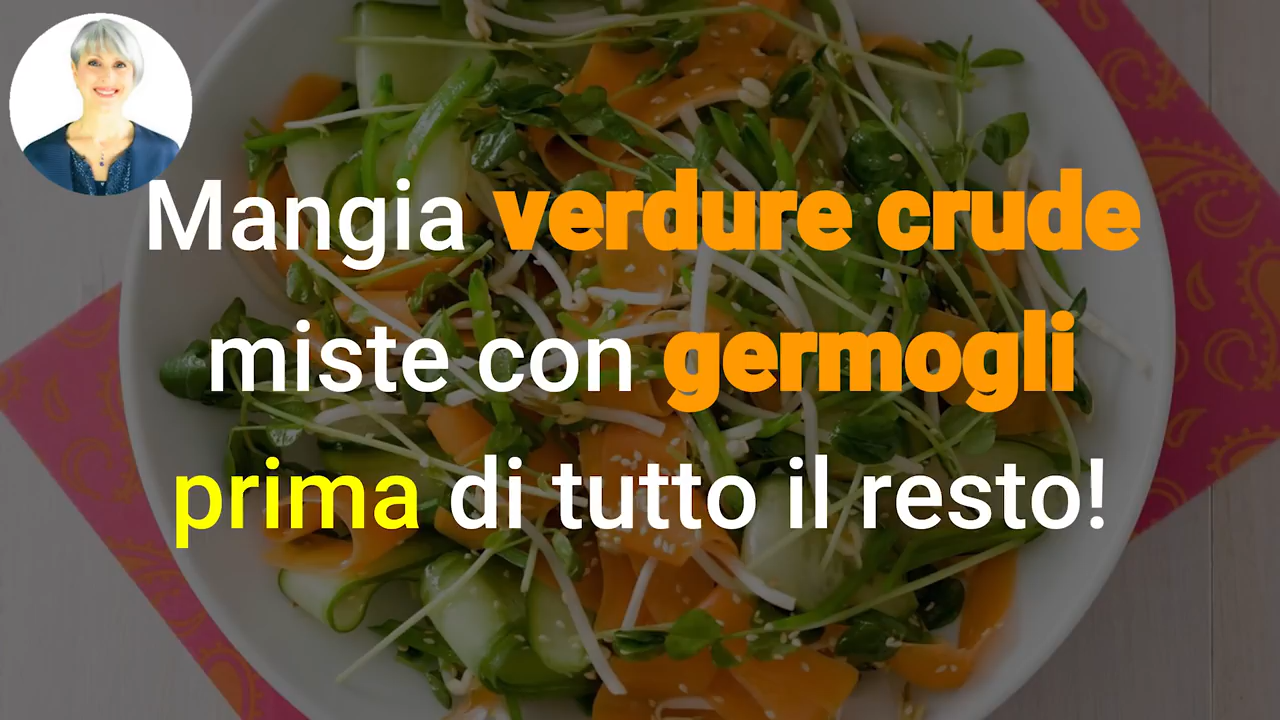 Mangia verdure crude
miste con germogli
prima di tutto il resto!